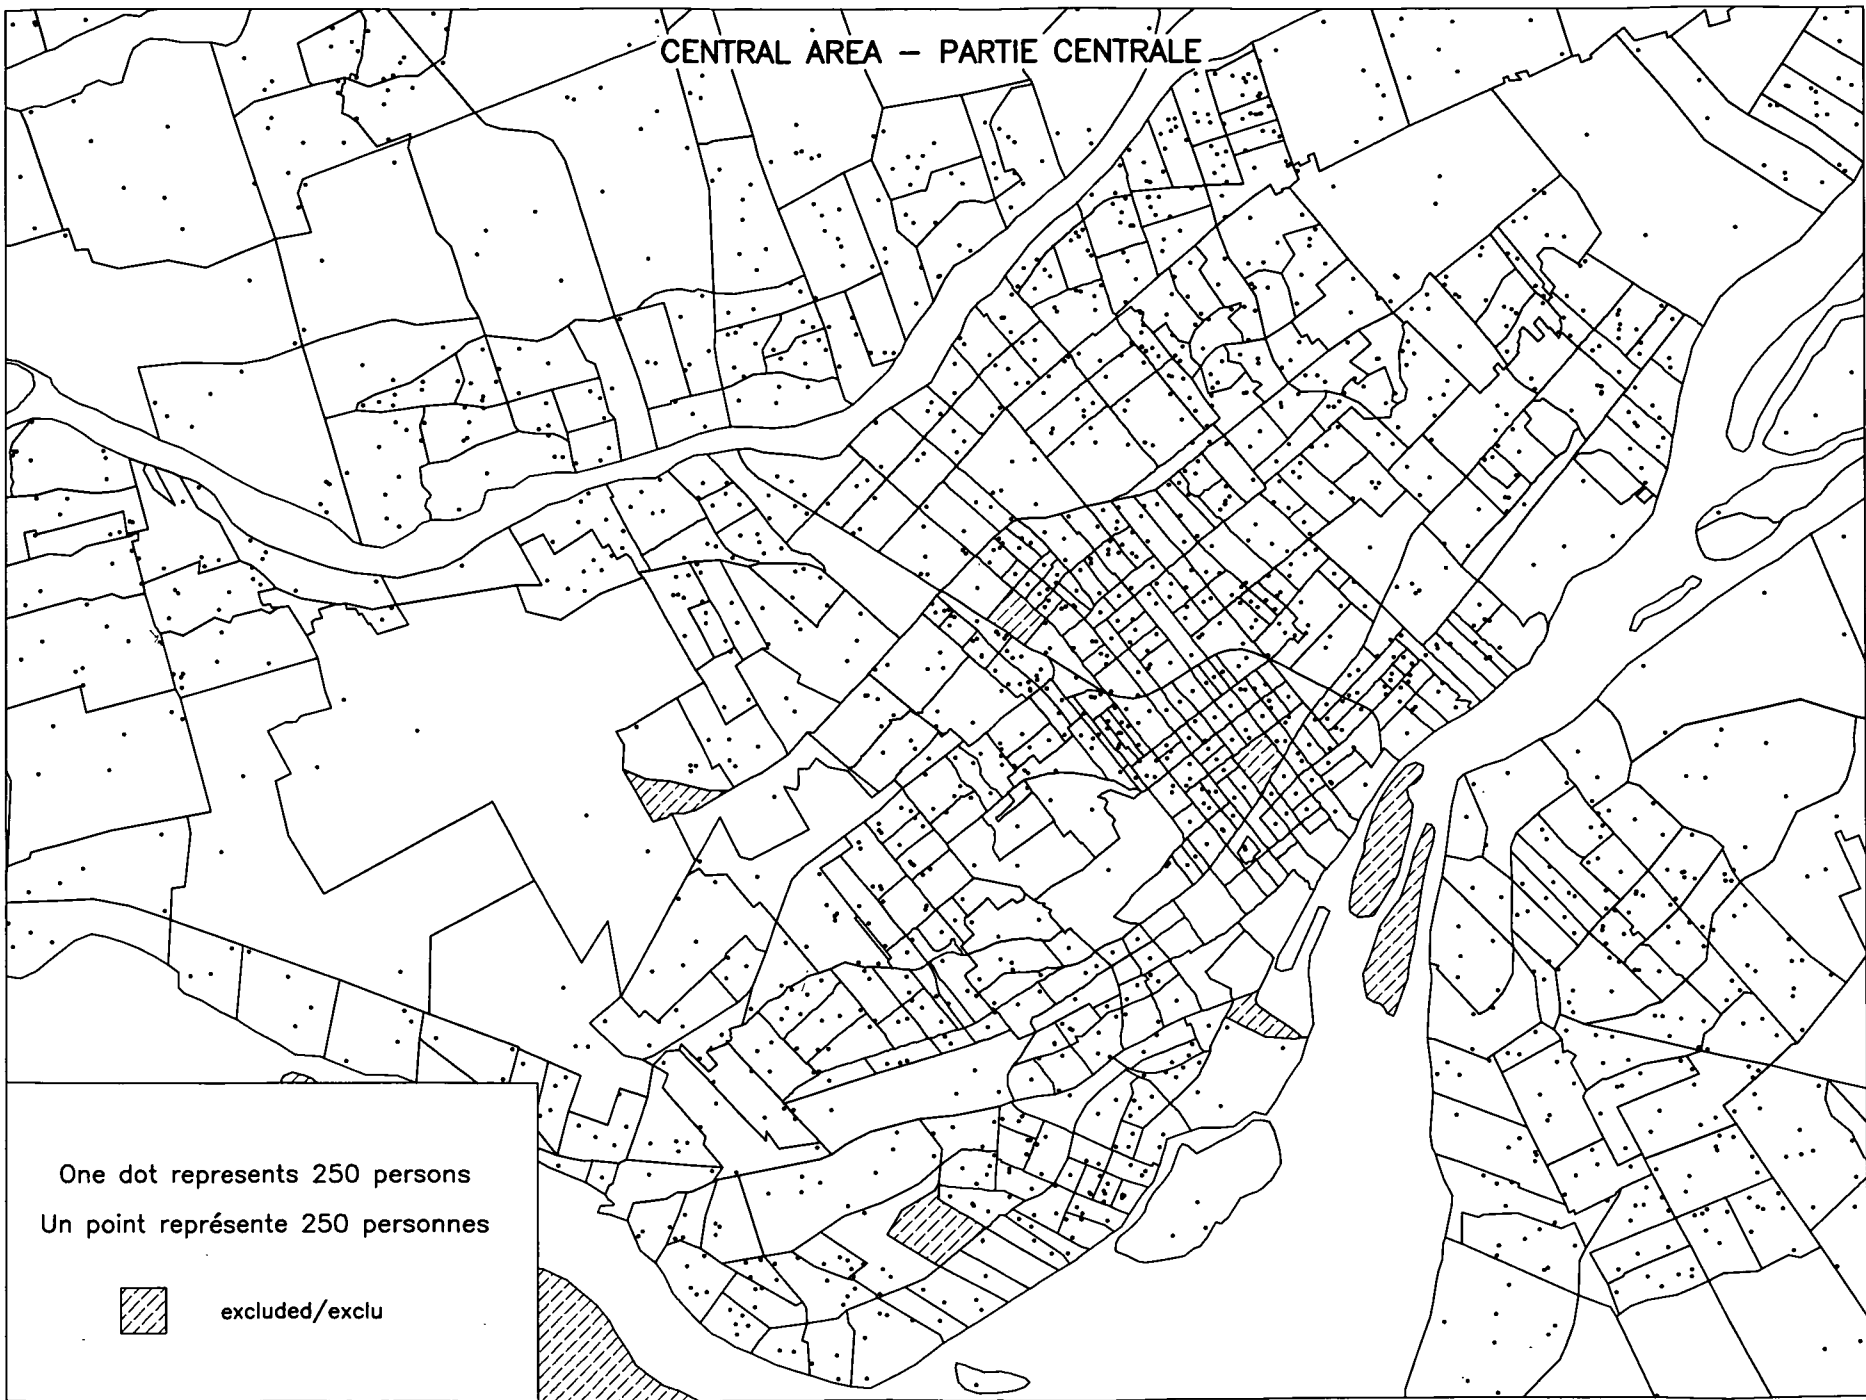 CENTRAL AREA – PARTIE CENTRALE
One dot represents 250 persons
Un point représente 250 personnes
excluded/exclu